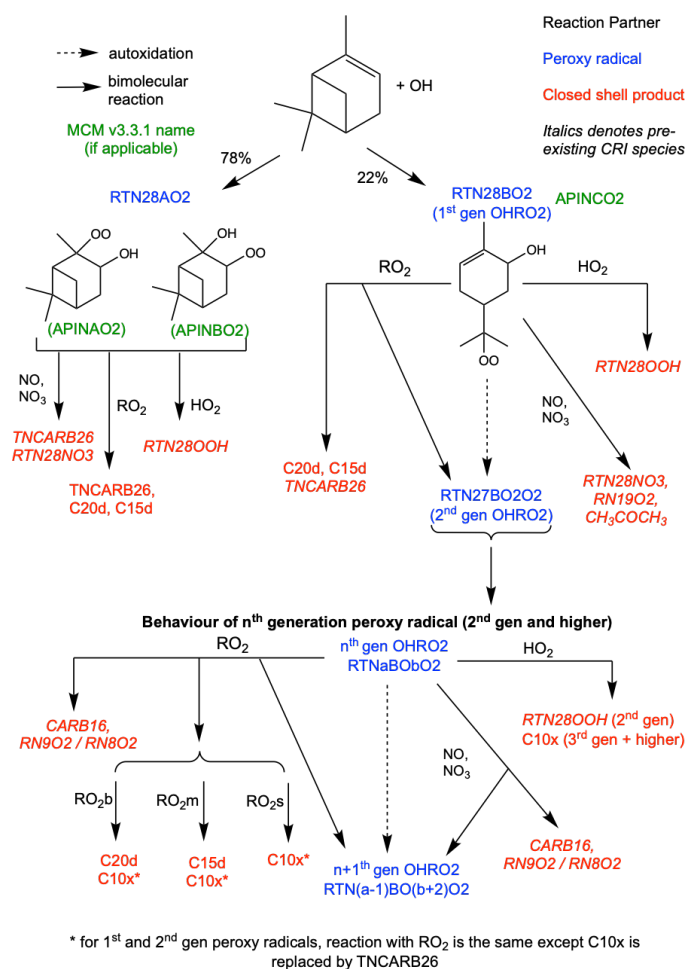 Reaction Partner
autoxidation
Peroxy radical
bimolecular
reaction
+ OH
Closed shell product
MCM v3.3.1 name
(if applicable)
Italics denotes pre-
existing CRI species
78%
22%
RTN28AO2
RTN28BO2
(1st gen OHRO2)
APINCO2
OO
OH
OH
OO
OH
RO2
HO2
(APINAO2)
(APINBO2)
OO
NO,
NO3
RO2
HO2
RTN28OOH
NO,
NO3
TNCARB26
RTN28NO3
RTN28OOH
TNCARB26,
C20d, C15d
C20d, C15d
TNCARB26
RTN27BO2O2
(2nd gen OHRO2)
RTN28NO3,
RN19O2,
CH3COCH3
Behaviour of nth generation peroxy radical (2nd gen and higher)
RO2
nth gen OHRO2
RTNaBObO2
HO2
CARB16,
RN9O2 / RN8O2
RTN28OOH (2nd gen)
C10x (3rd gen + higher)
NO,
NO3
RO2b
RO2m
RO2s
C20d
C10x*
C15d
C10x*
C10x*
n+1th gen OHRO2
RTN(a-1)BO(b+2)O2
CARB16,
RN9O2 / RN8O2
* for 1st and 2nd gen peroxy radicals, reaction with RO2 is the same except C10x is
replaced by TNCARB26